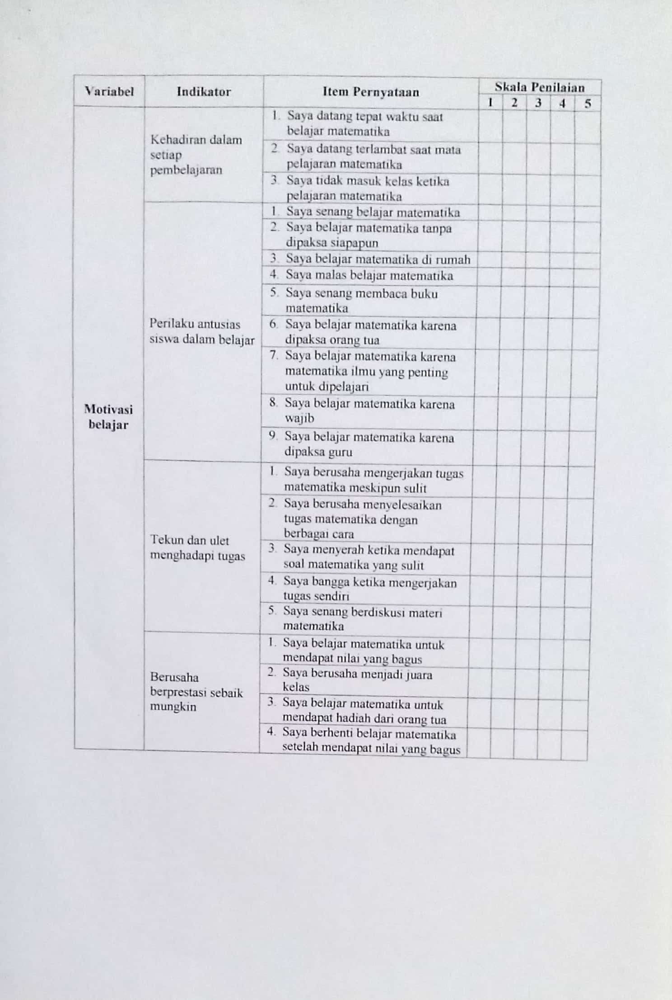 Variabel Indikator Item Pernyataan Skala Penilaian
1 2 3 4 5
Motivasi
belajar
Kehadiran dalam
setiap
pembelajaran
1. Saya datang tepat waktu saat
belajar matematika
2. Saya datang terlambat saat mata
pelajaran matematika
3. Saya tidak masuk kelas ketika
pelajaran matematika
Perilaku antusias
siswa dalam belajar
1. Saya senang belajar matematika
2. Saya belajar matematika tanpa
dipaksa siapapun
3. Saya belajar matematika di rumah
4. Saya malas belajar matematika
5. Saya senang membaca buku
matematika
6. Saya belajar matematika karena
dipaksa orang tua
7. Saya belajar matematika karena
matematika ilmu yang penting
untuk dipelajari
8. Saya belajar matematika karena
wajib
9. Saya belajar matematika karena
dipaksa guru
Tekun dan ulet
menghadapi tugas
1. Saya berusaha mengerjakan tugas
matematika meskipun sulit
2. Saya berusaha menyelesaikan
tugas matematika dengan
berbagai cara
3. Saya menyerah ketika mendapat
soal matematika yang sulit
4. Saya bangga ketika mengerjakan
tugas sendiri
5. Saya senang berdiskusi materi
matematika
Berusaha
berprestasi sebaik
mungkin
1. Saya belajar matematika untuk
mendapat nilai yang bagus
2. Saya berusaha menjadi juara
kelas
3. Saya belajar matematika untuk
mendapat hadiah dari orang tua
4. Saya berhenti belajar matematika
setelah mendapat nilai yang bagus